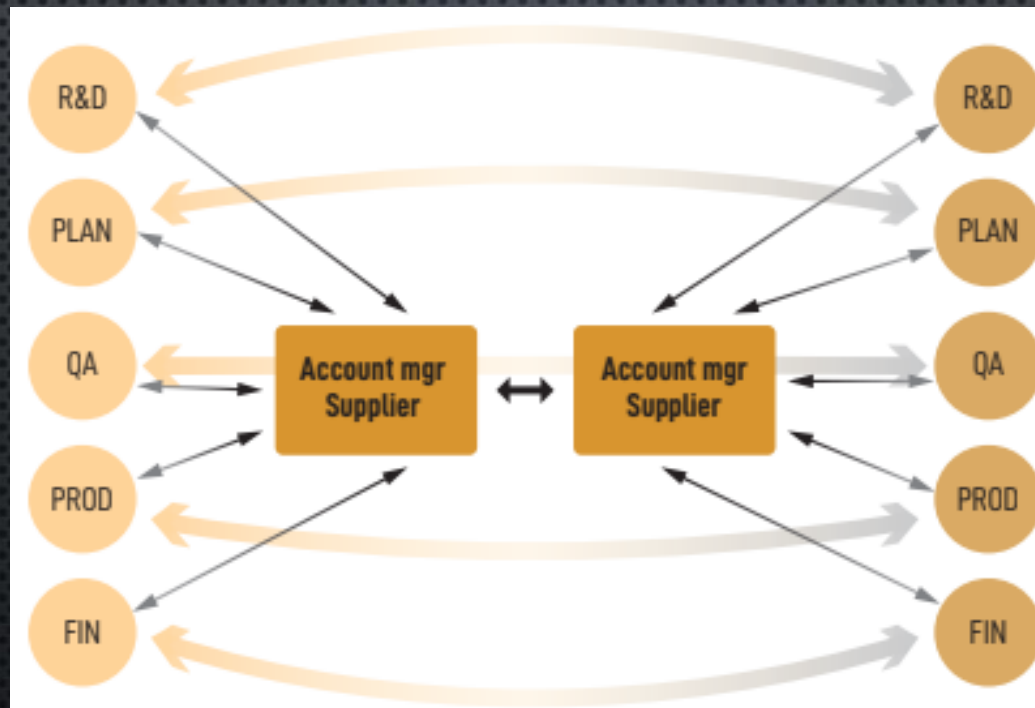 R&D
R&D
PLAN
PLAN
QA
Account mgr
Supplier
Account mgr
Supplier
QA
PROD
PROD
FIN
FIN